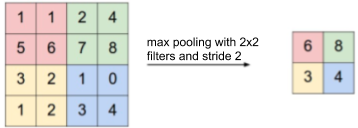 1 1 2 4
5 6 7 8
3 2 1 0
1 2 3 4
max pooling with 2x2
filters and stride 2
6 8
3 4